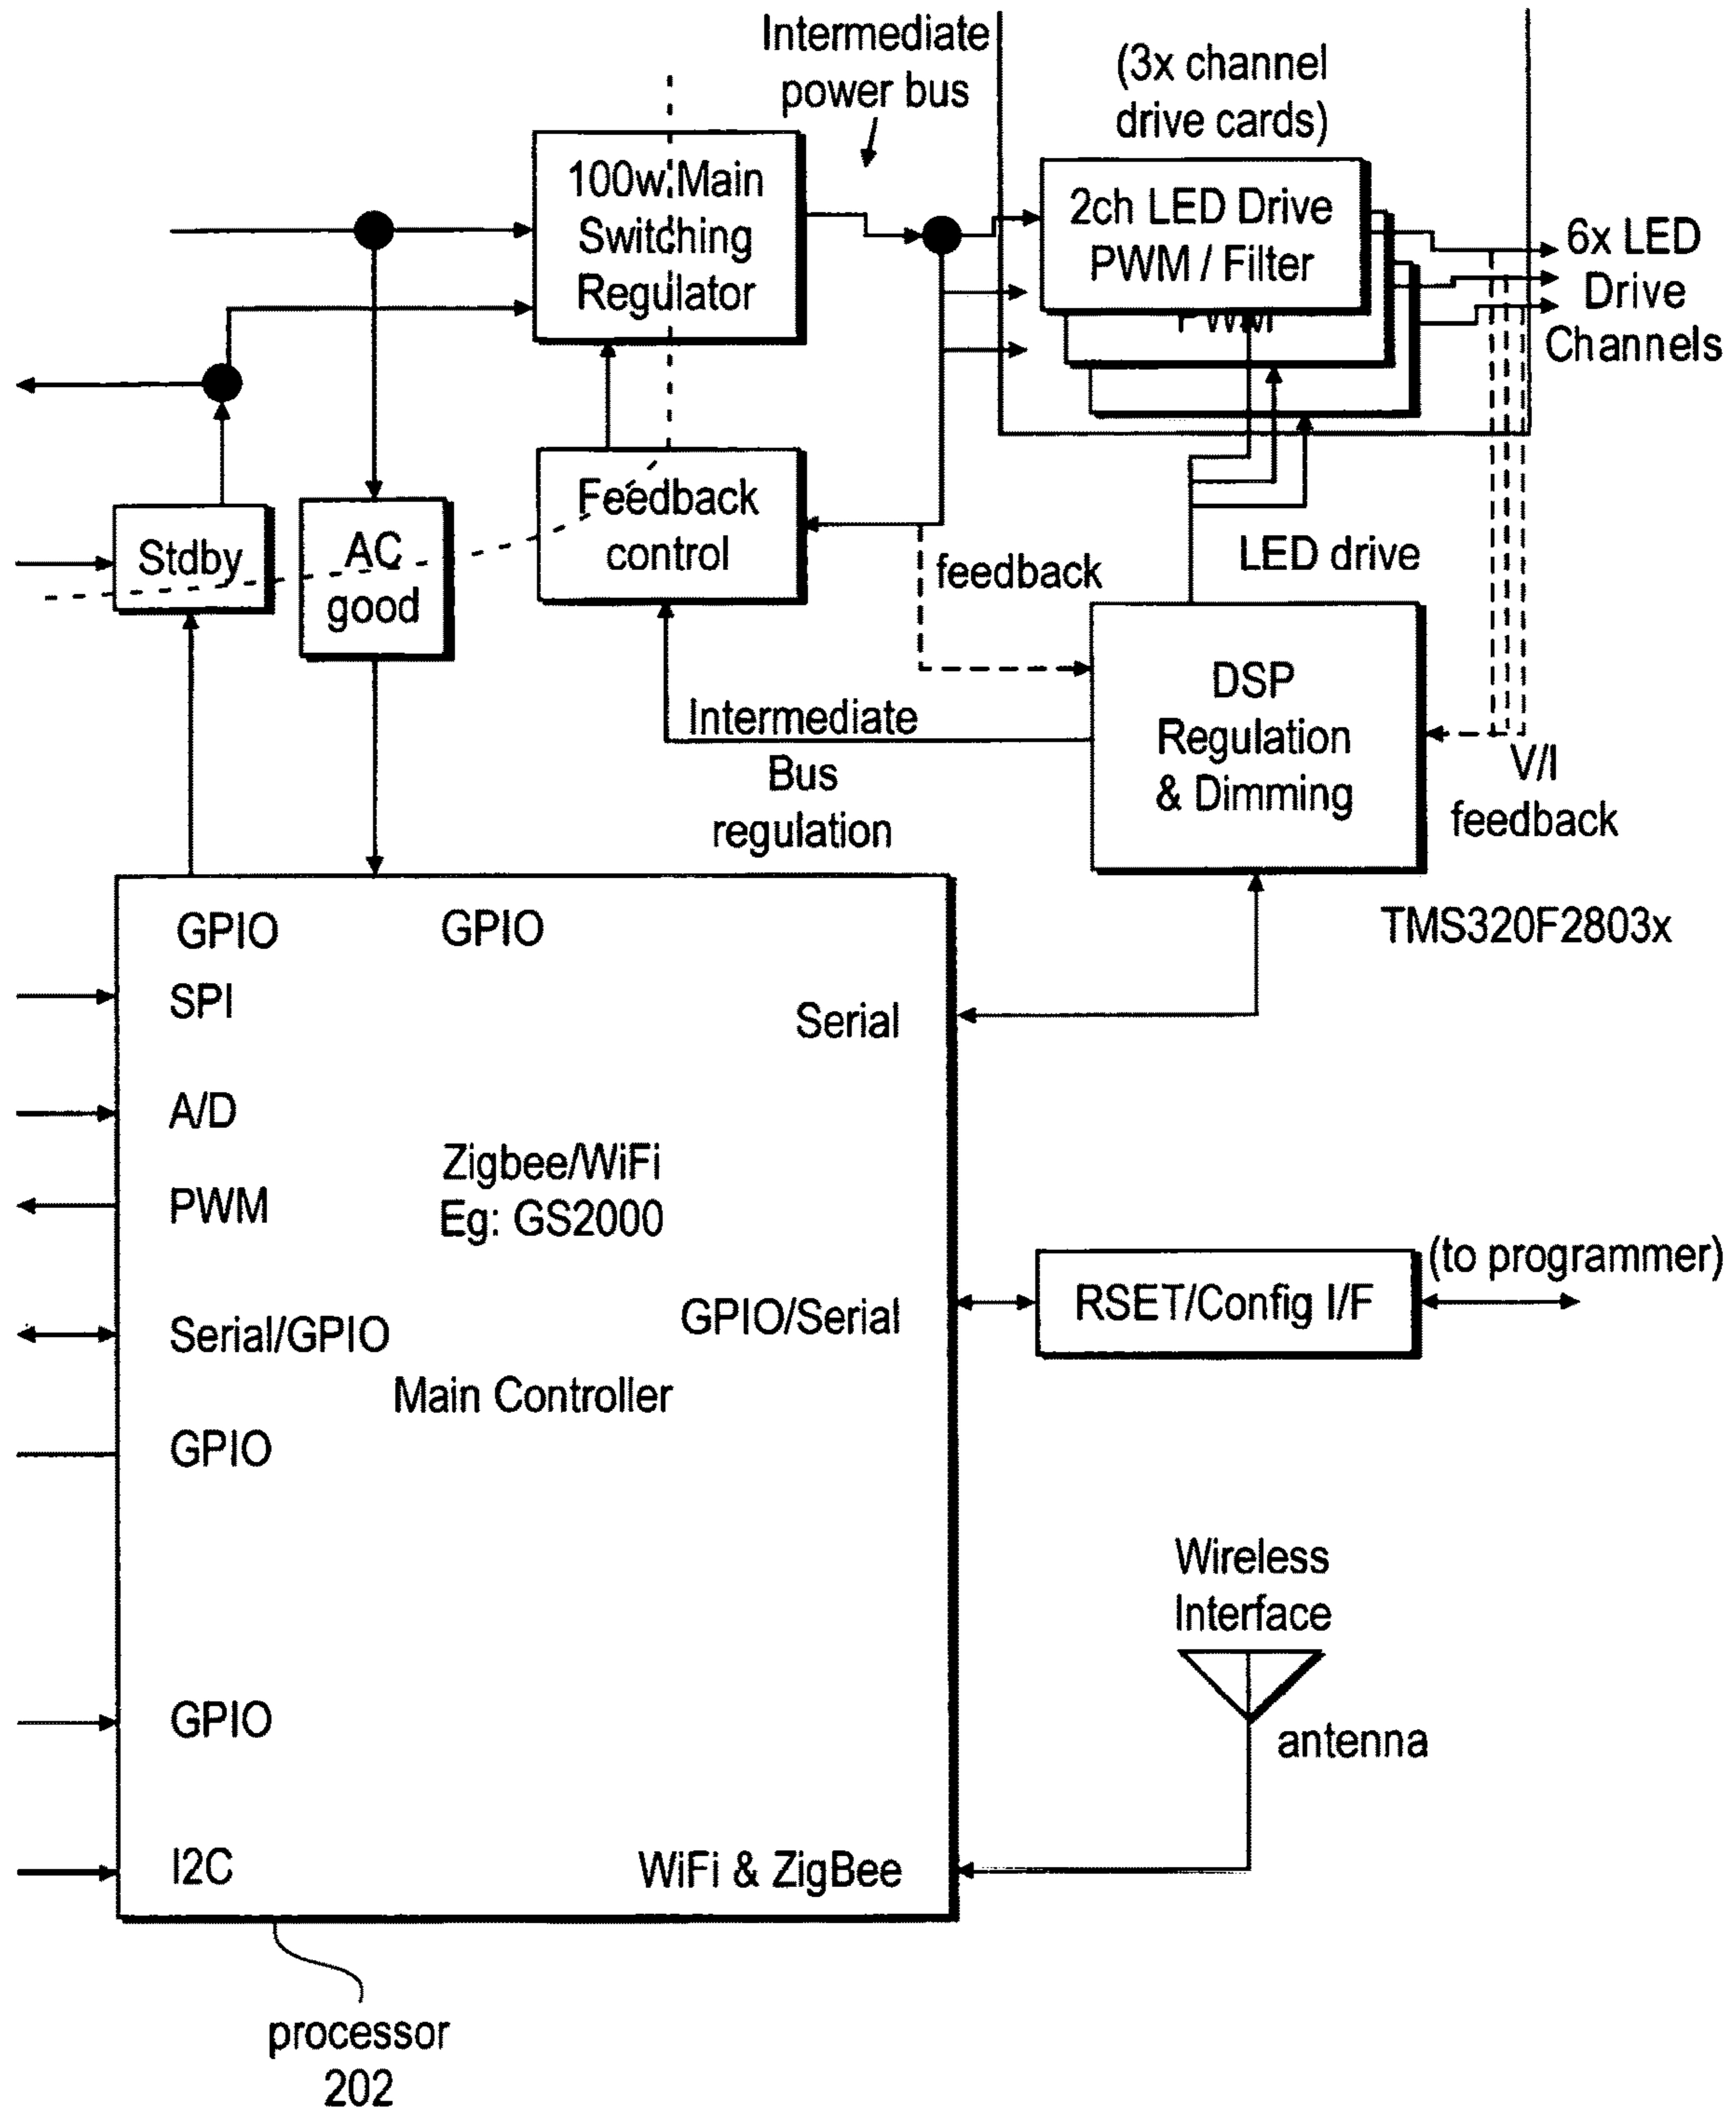 Intermediate
power bus
(3x channel
drive cards)
100w Main
Switching
Regulator
2ch LED Drive
PWM / Filter
PWM
6x LED
Drive
Channels
Stdby
AC
good
Feedback
control
feedback
LED drive
DSP
Regulation
& Dimming
Intermediate
Bus
regulation
V/I
feedback
TMS320F2803x
GPIO
GPIO
SPI
Serial
A/D
Zigbee/WiFi
Eg: GS2000
PWM
GPIO/Serial
RSET/Config I/F
(to programmer)
Serial/GPIO
Main Controller
GPIO
Wireless
Interface
antenna
GPIO
I2C
WiFi & ZigBee
processor
202